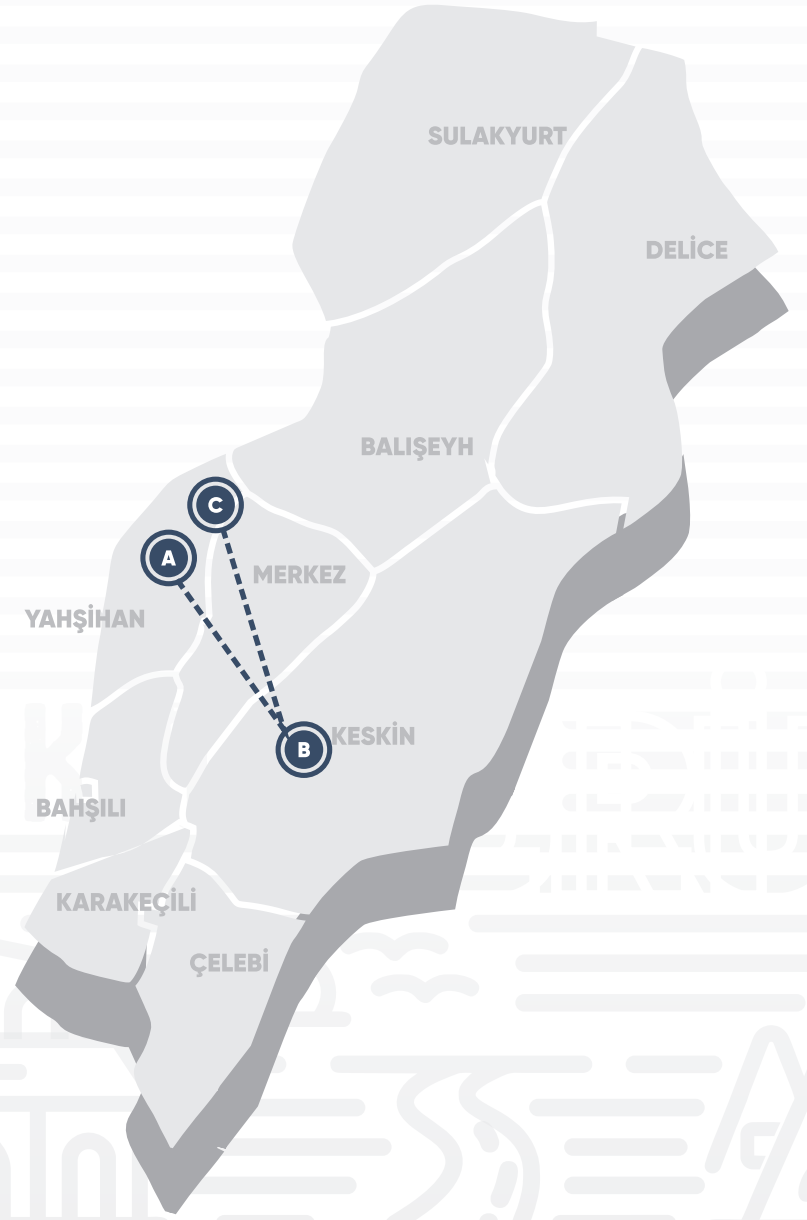 SULAKYURT
DELİCE
BALIŞEYH
C
A
MERKEZ
YAHŞİHAN
KESKİN
B
BAHŞILI
KARAKEÇİLİ
ÇELEBİ